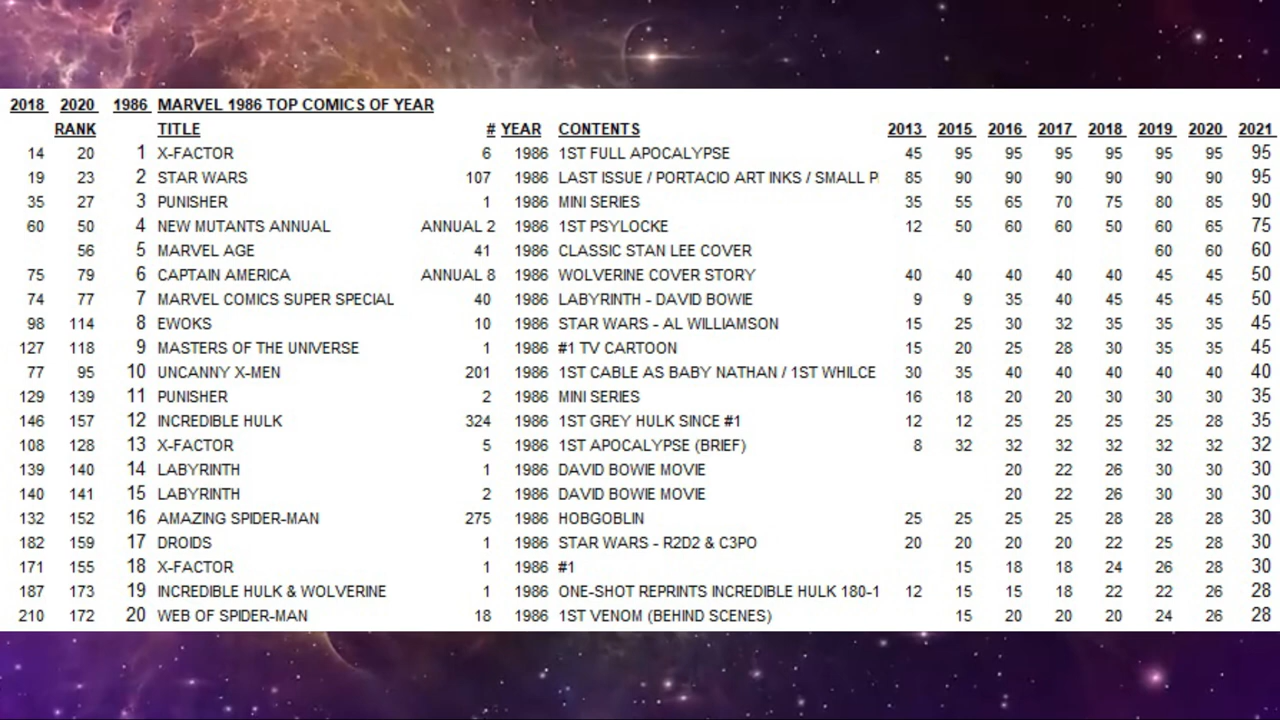 2018 2020 1986 MARVEL 1986 TOP COMICS OF YEAR
RANK TITLE # YEAR CONTENTS 2013 2015 2016 2017 2018 2019 2020 2021
14 20 1 X-FACTOR 6 1986 1ST FULL APOCALYPSE 45 95 95 95 95 95 95 95
19 23 2 STAR WARS 107 1986 LAST ISSUE / PORTACIO ART INKS / SMALL P 85 90 90 90 90 90 90 95
35 27 3 PUNISHER 1 1986 MINI SERIES 35 55 65 70 75 80 85 90
60 50 4 NEW MUTANTS ANNUAL ANNUAL 2 1986 1ST PSYLOCKE 12 50 60 60 50 60 65 75
56 5 MARVEL AGE 41 1986 CLASSIC STAN LEE COVER 60 60 60
75 79 6 CAPTAIN AMERICA ANNUAL 8 1986 WOLVERINE COVER STORY 40 40 40 40 40 45 45 50
74 77 7 MARVEL COMICS SUPER SPECIAL 40 1986 LABYRINTH - DAVID BOWIE 9 9 35 40 45 45 45 50
98 114 8 EWOKS 10 1986 STAR WARS - AL WILLIAMSON 15 25 30 32 35 35 35 45
127 118 9 MASTERS OF THE UNIVERSE 1 1986 #1 TV CARTOON 15 20 25 28 30 35 35 45
77 95 10 UNCANNY X-MEN 201 1986 1ST CABLE AS BABY NATHAN / 1ST WHILCE 30 35 40 40 40 40 40 40
129 139 11 PUNISHER 2 1986 MINI SERIES 16 18 20 20 30 30 30 35
146 157 12 INCREDIBLE HULK 324 1986 1ST GREY HULK SINCE #1 12 12 25 25 25 25 28 35
108 128 13 X-FACTOR 5 1986 1ST APOCALYPSE (BRIEF) 8 32 32 32 32 32 32 32
139 140 14 LABYRINTH 1 1986 DAVID BOWIE MOVIE 20 22 26 30 30 30
140 141 15 LABYRINTH 2 1986 DAVID BOWIE MOVIE 20 22 26 30 30 30
132 152 16 AMAZING SPIDER-MAN 275 1986 HOBGOBLIN 25 25 25 25 28 28 28 30
182 159 17 DROIDS 1 1986 STAR WARS - R2D2 & C3PO 20 20 20 20 22 25 28 30
171 155 18 X-FACTOR 1 1986 #1 15 18 18 24 26 28 30
187 173 19 INCREDIBLE HULK & WOLVERINE 1 1986 ONE-SHOT REPRINTS INCREDIBLE HULK 180-1 12 15 15 18 22 22 26 28
210 172 20 WEB OF SPIDER-MAN 18 1986 1ST VENOM (BEHIND SCENES) 15 20 20 20 24 26 28